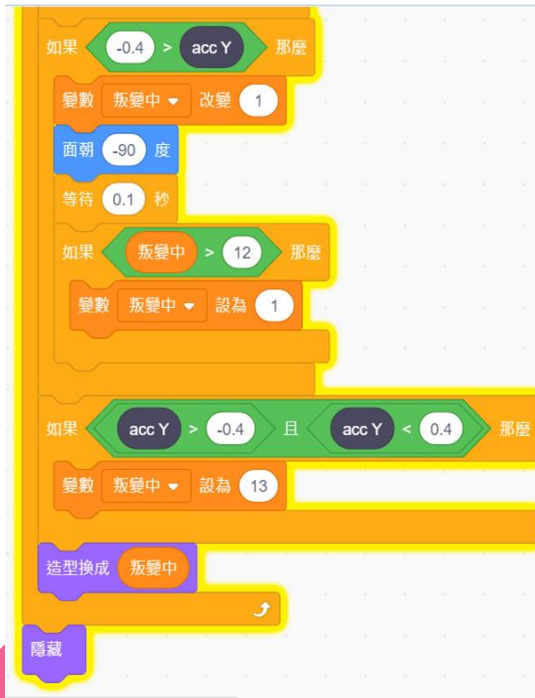 如果 -0.4 > acc Y 那麼
變數 叛變中 改變 1
面朝 -90 度
等待 0.1 秒
如果 叛變中 > 12 那麼
變數 叛變中 設為 1
如果 acc Y > -0.4 且 acc Y < 0.4 那麼
變數 叛變中 設為 13
造型換成 叛變中
隱藏